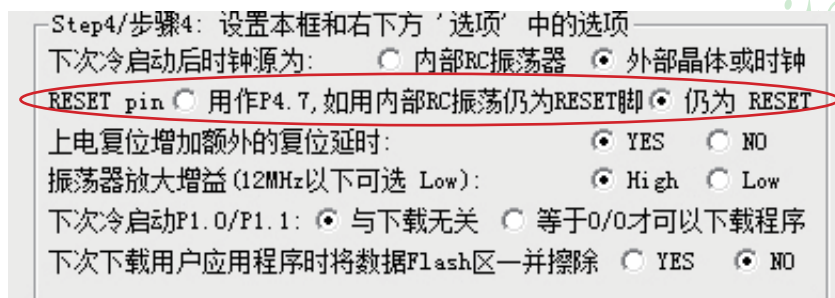 Step4/步骤4: 设置本框和右下方 '选项' 中的选项
下次冷启动后时钟源为: 内部RC振荡器 外部晶体或时钟
RESET pin 用作P4.7,如用内部RC振荡仍为RESET脚 仍为 RESET
上电复位增加额外的复位延时: YES NO
振荡器放大增益(12MHz以下可选 Low): High Low
下次冷启动P1.0/P1.1: 与下载无关 等于0/0才可以下载程序
下次下载用户应用程序时将数据Flash区一并擦除 YES NO